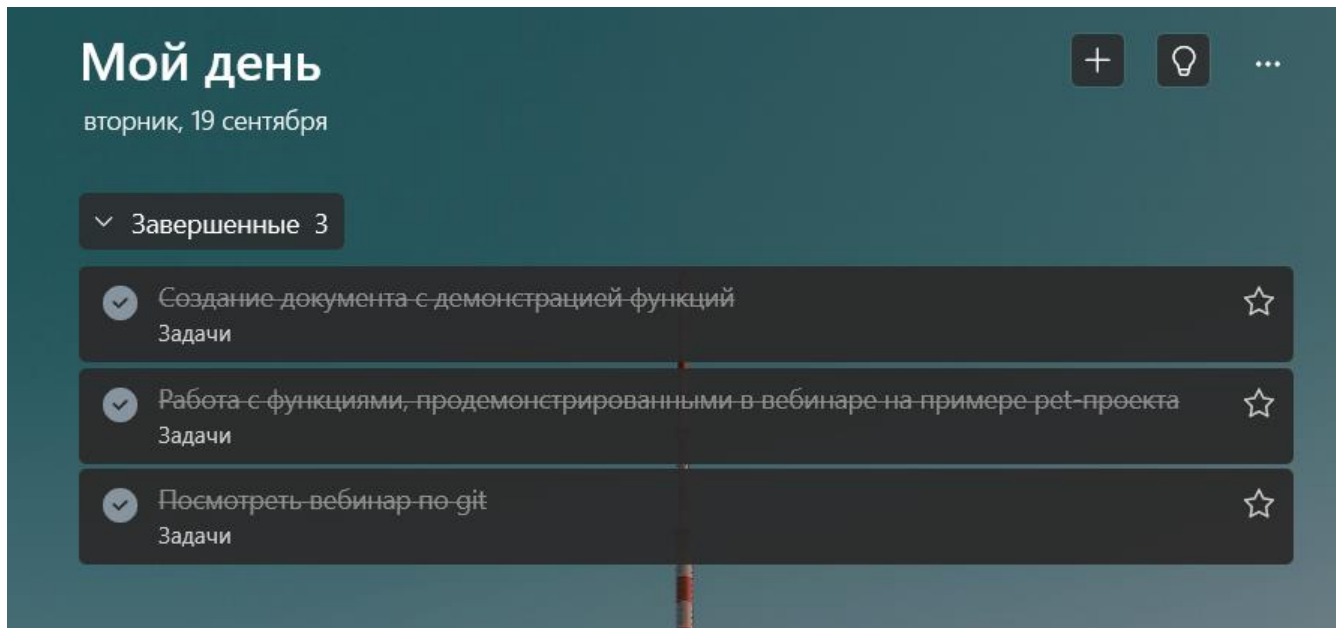 Мой день
вторник, 19 сентября
Завершенные 3
Создание документа с демонстрацией функций
Задачи
Работа с функциями, продемонстрированными в вебинаре на примере pet-проекта
Задачи
Посмотреть вебинар по git
Задачи